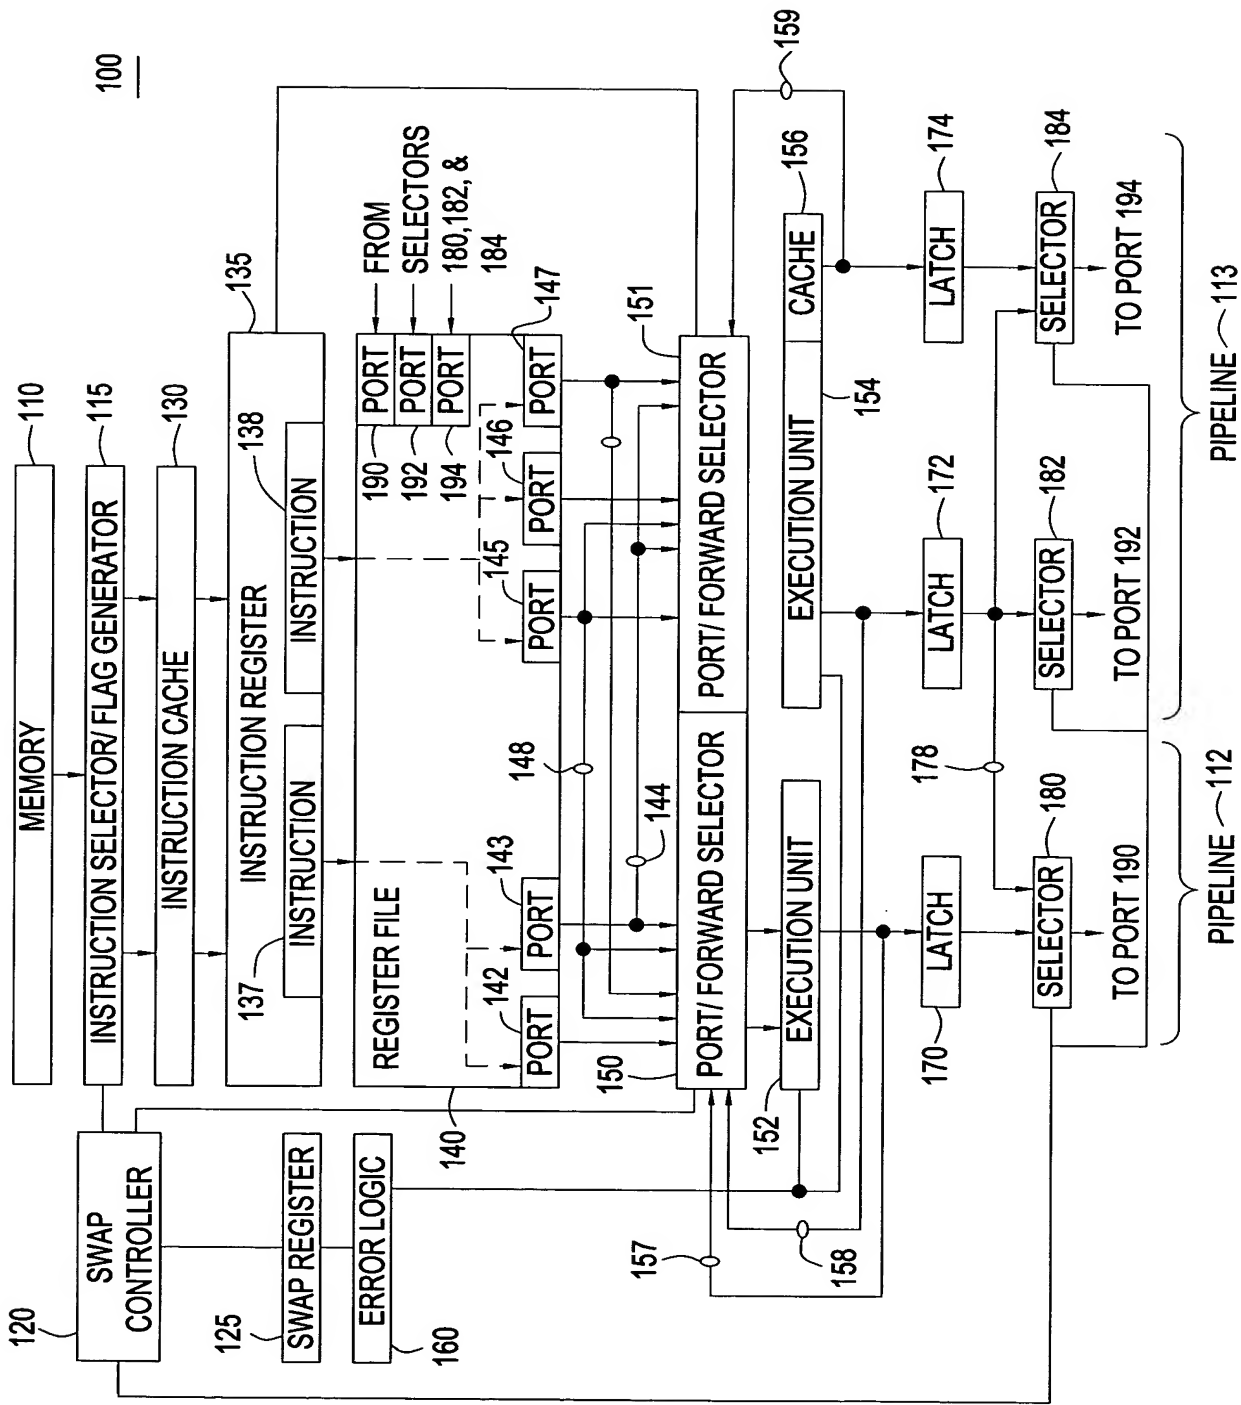 100
MEMORY
110
INSTRUCTION SELECTOR/ FLAG GENERATOR
115
INSTRUCTION CACHE
130
INSTRUCTION REGISTER
135
137
INSTRUCTION
138
INSTRUCTION
SWAP
CONTROLLER
120
SWAP REGISTER
125
ERROR LOGIC
160
REGISTER FILE
140
PORT
190
PORT
192
PORT
194
FROM
SELECTORS
180, 182, &
184
142
PORT
143
PORT
145
PORT
146
PORT
147
PORT
148
144
150
PORT/ FORWARD SELECTOR
PORT/ FORWARD SELECTOR
151
152
EXECUTION UNIT
EXECUTION UNIT
154
CACHE
156
157
158
159
LATCH
170
LATCH
172
LATCH
174
178
SELECTOR
180
SELECTOR
182
SELECTOR
184
TO PORT 190
TO PORT 192
TO PORT 194
PIPELINE 112
PIPELINE 113